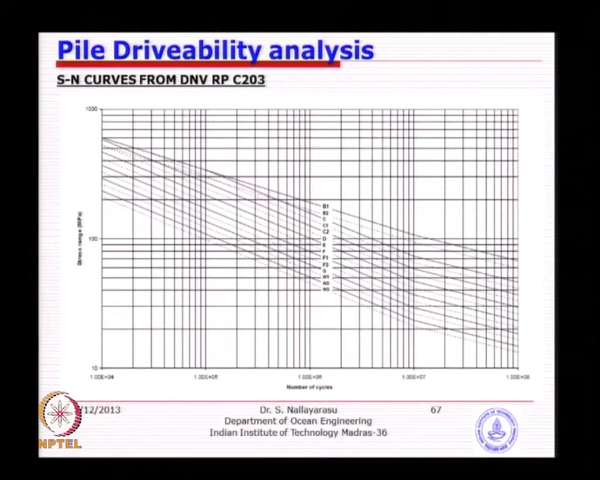 Pile Driveability analysis
S-N CURVES FROM DNV RP C203
1000
100
10
Stress range (MPa)
B1
B2
C
C1
C2
D
E
F
F1
F3
G
W1
W2
W3
1.00E+04 1.00E+05 1.00E+06 1.00E+07 1.00E+08
Number of cycles
/12/2013
Dr. S. Nallayarasu
67
Department of Ocean Engineering
Indian Institute of Technology Madras-36
NPTEL